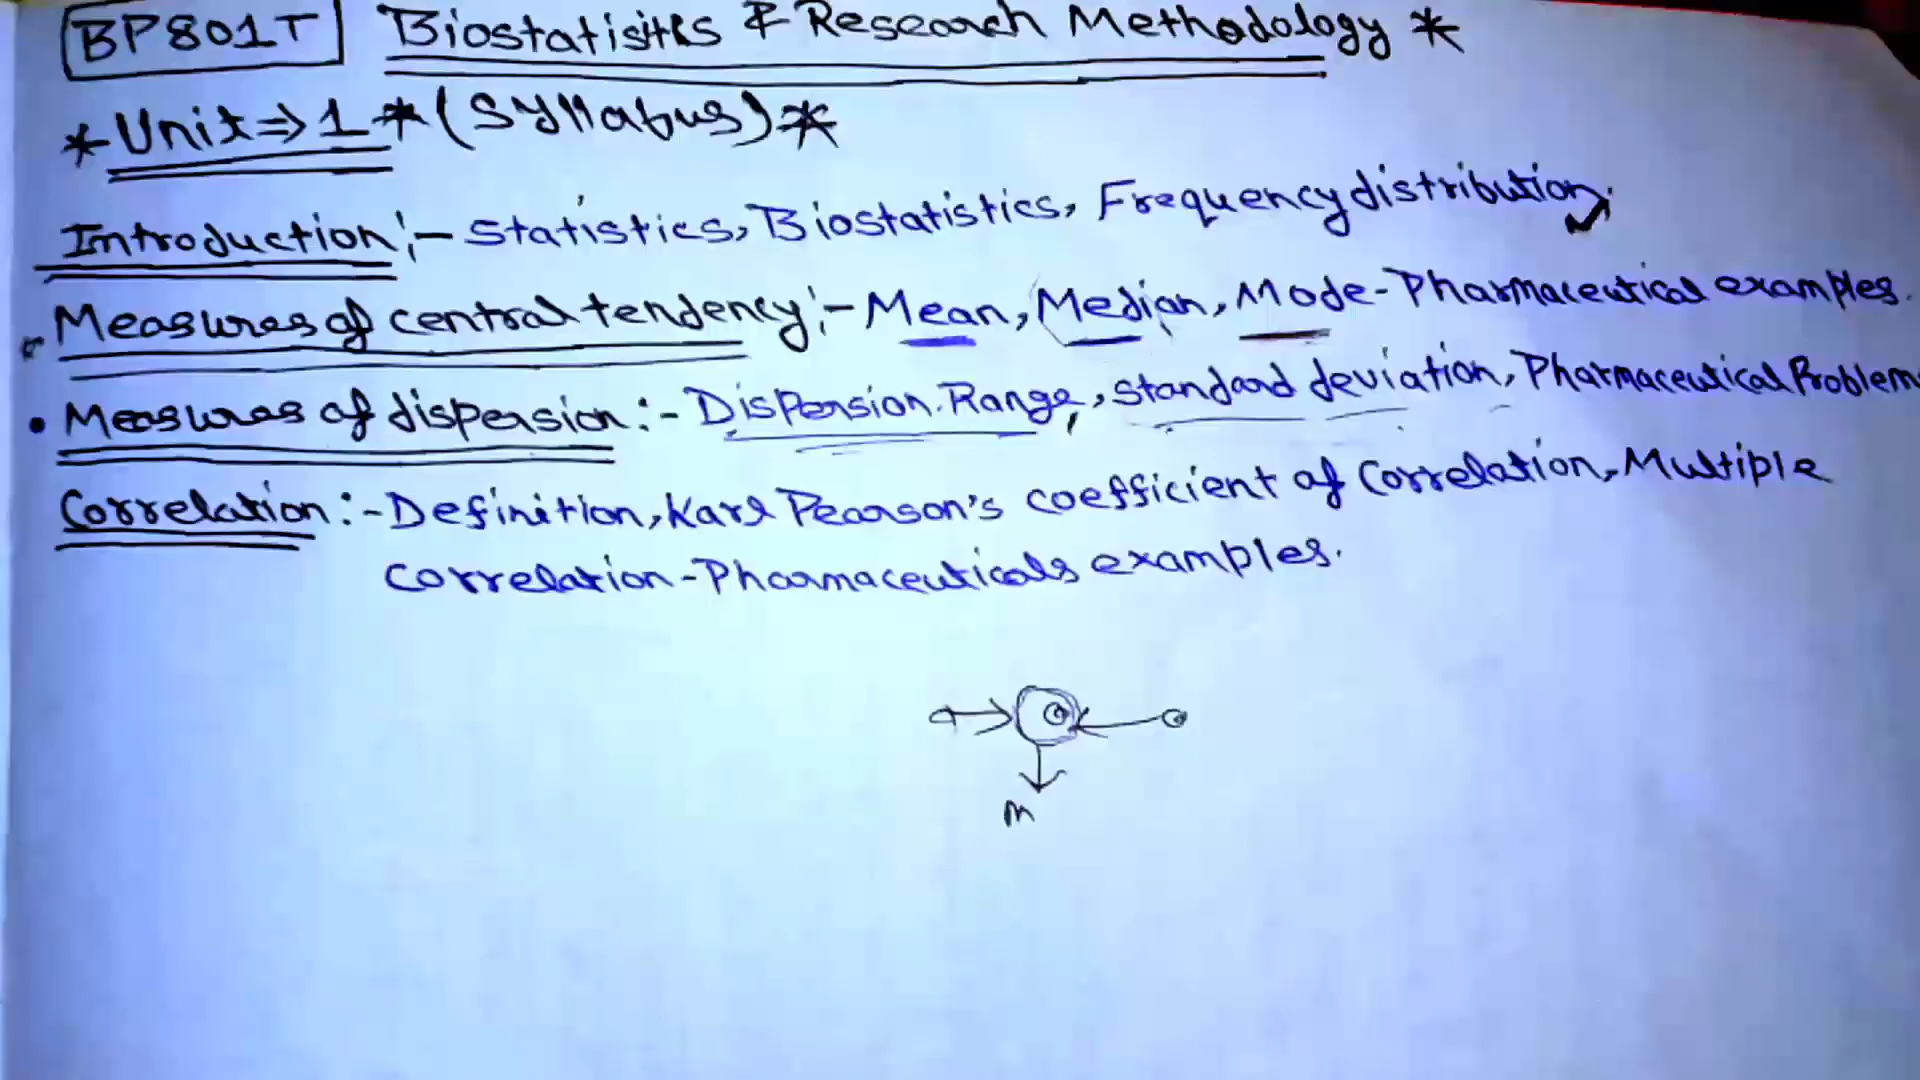 BP801T Biostatisitcs & Research Methodology *
* Unit ⇒ 1 * (Syllabus) *
Introduction :- Statistics, Biostatistics, Frequency distribution.
Measures of central tendency :- Mean, Median, Mode - Pharmaceutical examples.
• Measures of dispersion :- Dispersion. Range, Standard deviation, Pharmaceutical Problem
Correlation :- Definition, Karl Pearson's coefficient of Correlation, Multiple
correlation - Pharmaceuticals examples.
m